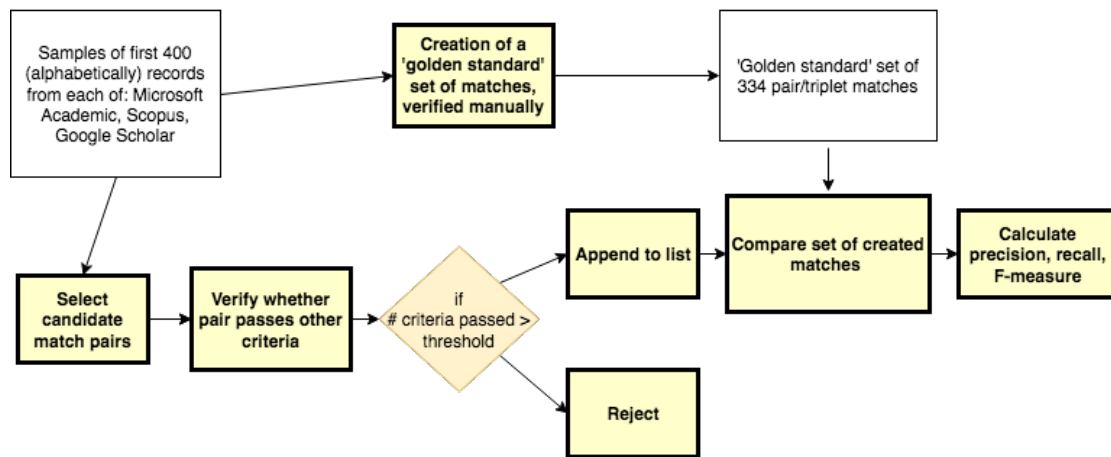 Samples of first 400
(alphabetically) records
from each of: Microsoft
Academic, Scopus,
Google Scholar
Creation of a
'golden standard'
set of matches,
verified manually
'Golden standard' set of
334 pair/triplet matches
Select
candidate
match pairs
Verify whether
pair passes other
criteria
if
# criteria passed >
threshold
Append to list
Reject
Compare set of created
matches
Calculate
precision, recall,
F-measure